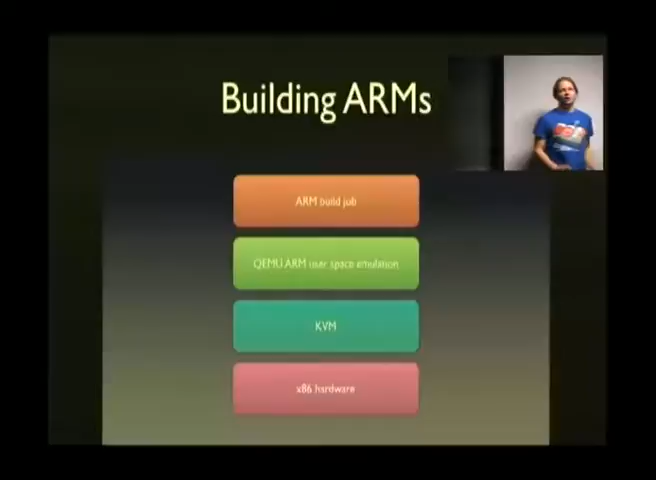 Building ARMs
ARM build job
QEMU ARM user space emulation
KVM
x86 hardware